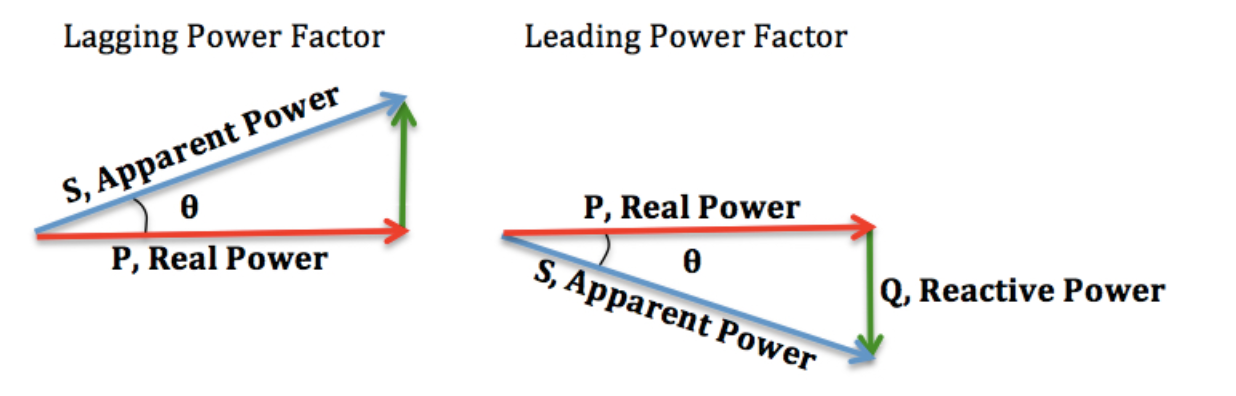 Lagging Power Factor
S, Apparent Power
θ
P, Real Power
Leading Power Factor
P, Real Power
θ
S, Apparent Power
Q, Reactive Power